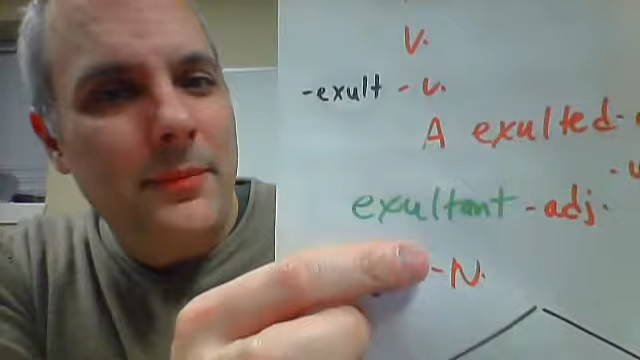 v.
-exult - v.
A exulted-
exultant -adj.
-N.